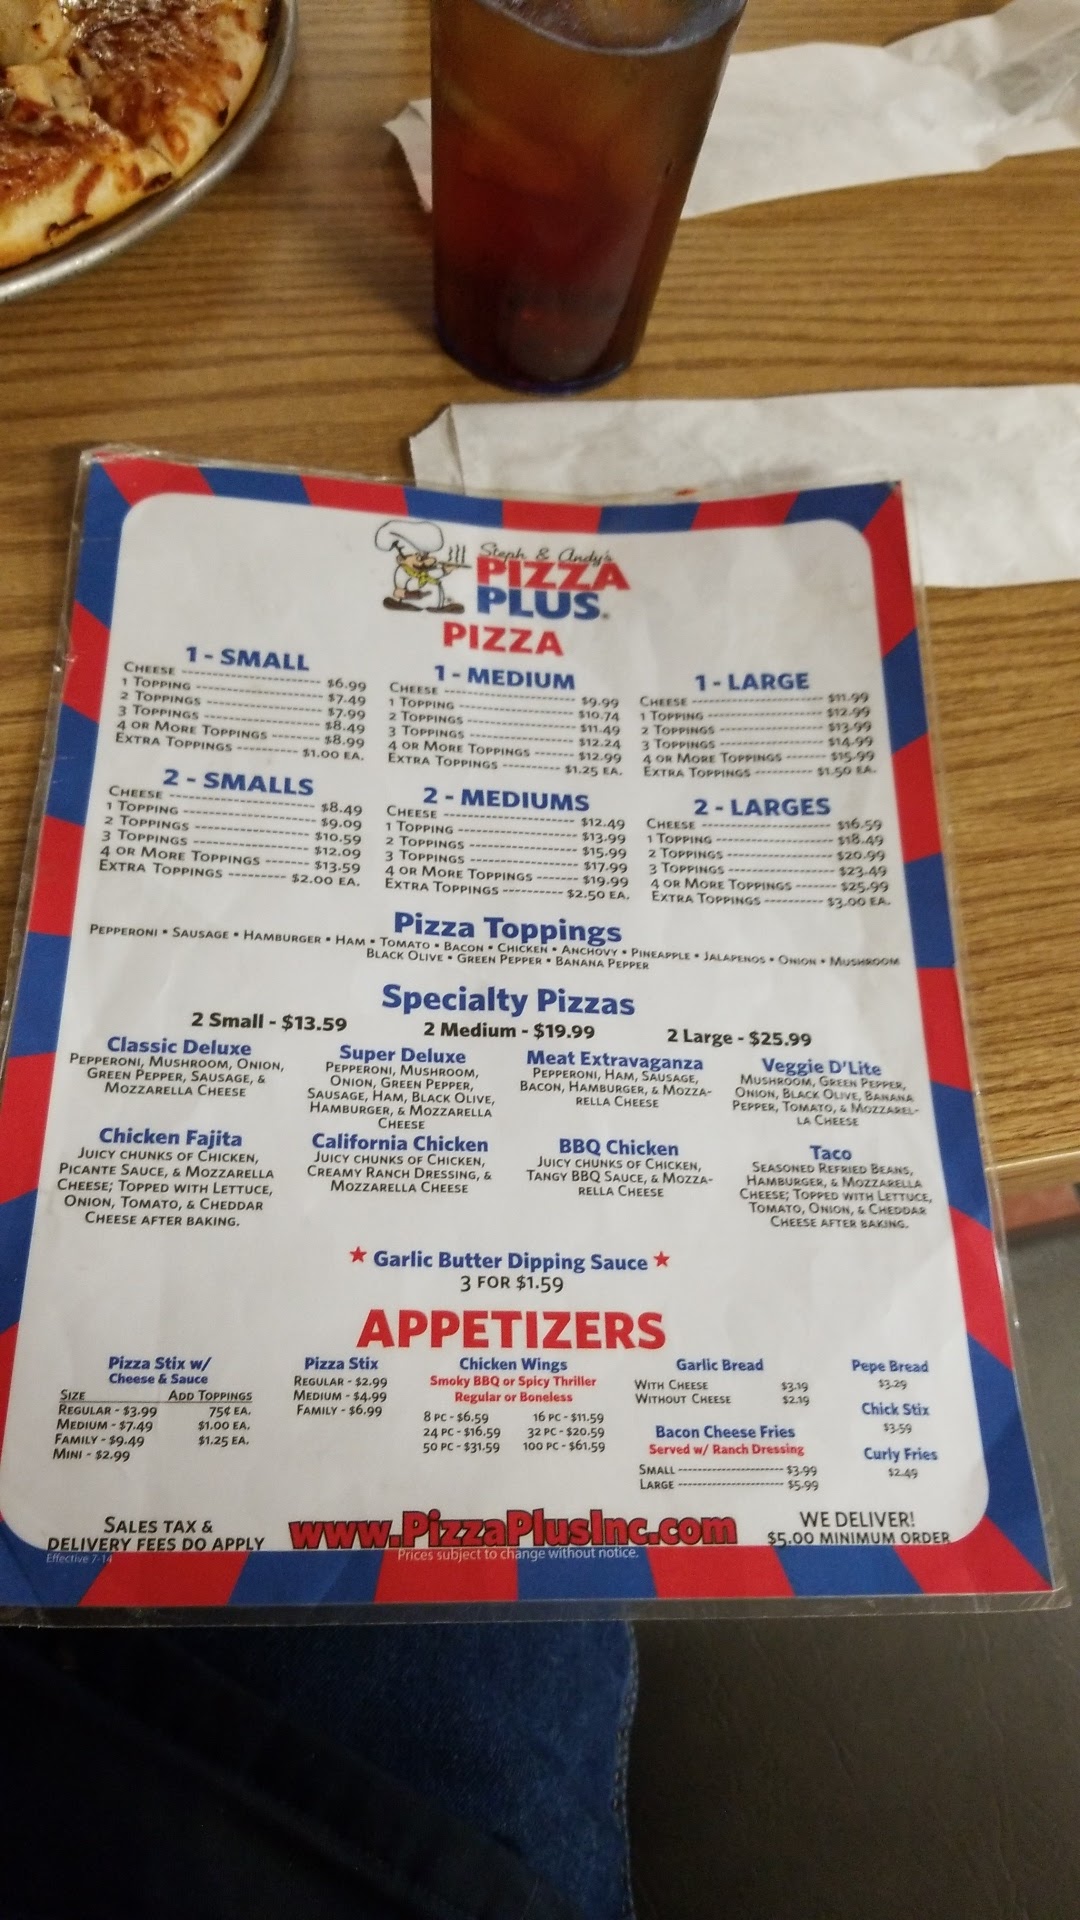 Steph & Andy's
PIZZA
PLUS®
PIZZA
1 - SMALL
CHEESE $6.99
1 TOPPING $7.49
2 TOPPINGS $7.99
3 TOPPINGS $8.49
4 OR MORE TOPPINGS $8.99
EXTRA TOPPINGS $1.00 EA.
1 - MEDIUM
CHEESE $9.99
1 TOPPING $10.74
2 TOPPINGS $11.49
3 TOPPINGS $12.24
4 OR MORE TOPPINGS $12.99
EXTRA TOPPINGS $1.25 EA.
1 - LARGE
CHEESE $11.99
1 TOPPING $12.99
2 TOPPINGS $13.99
3 TOPPINGS $14.99
4 OR MORE TOPPINGS $15.99
EXTRA TOPPINGS $1.50 EA.
2 - SMALLS
CHEESE $8.49
1 TOPPING $9.09
2 TOPPINGS $10.59
3 TOPPINGS $12.09
4 OR MORE TOPPINGS $13.59
EXTRA TOPPINGS $2.00 EA.
2 - MEDIUMS
CHEESE $12.49
1 TOPPING $13.99
2 TOPPINGS $15.99
3 TOPPINGS $17.99
4 OR MORE TOPPINGS $19.99
EXTRA TOPPINGS $2.50 EA.
2 - LARGES
CHEESE $16.59
1 TOPPING $18.49
2 TOPPINGS $20.99
3 TOPPINGS $23.49
4 OR MORE TOPPINGS $25.99
EXTRA TOPPINGS $3.00 EA.
Pizza Toppings
PEPPERONI • SAUSAGE • HAMBURGER • HAM • TOMATO • BACON • CHICKEN • ANCHOVY • PINEAPPLE • JALAPENOS • ONION • MUSHROOM
BLACK OLIVE • GREEN PEPPER • BANANA PEPPER
Specialty Pizzas
2 Small - $13.59 2 Medium - $19.99 2 Large - $25.99
Classic Deluxe
PEPPERONI, MUSHROOM, ONION,
GREEN PEPPER, SAUSAGE, &
MOZZARELLA CHEESE
Super Deluxe
PEPPERONI, MUSHROOM,
ONION, GREEN PEPPER,
SAUSAGE, HAM, BLACK OLIVE,
HAMBURGER, & MOZZARELLA
CHEESE
Meat Extravaganza
PEPPERONI, HAM, SAUSAGE,
BACON, HAMBURGER, & MOZZA-
RELLA CHEESE
Veggie D'Lite
MUSHROOM, GREEN PEPPER,
ONION, BLACK OLIVE, BANANA
PEPPER, TOMATO, & MOZZAREL-
LA CHEESE
Chicken Fajita
JUICY CHUNKS OF CHICKEN,
PICANTE SAUCE, & MOZZARELLA
CHEESE; TOPPED WITH LETTUCE,
ONION, TOMATO, & CHEDDAR
CHEESE AFTER BAKING.
California Chicken
JUICY CHUNKS OF CHICKEN,
CREAMY RANCH DRESSING, &
MOZZARELLA CHEESE
BBQ Chicken
JUICY CHUNKS OF CHICKEN,
TANGY BBQ SAUCE, & MOZZA-
RELLA CHEESE
Taco
SEASONED REFRIED BEANS,
HAMBURGER, & MOZZARELLA
CHEESE; TOPPED WITH LETTUCE,
TOMATO, ONION, & CHEDDAR
CHEESE AFTER BAKING.
★ Garlic Butter Dipping Sauce ★
3 FOR $1.59
APPETIZERS
Pizza Stix w/
Cheese & Sauce
SIZE ADD TOPPINGS
REGULAR - $3.99 75¢ EA.
MEDIUM - $7.49 $1.00 EA.
FAMILY - $9.49 $1.25 EA.
MINI - $2.99
Pizza Stix
REGULAR - $2.99
MEDIUM - $4.99
FAMILY - $6.99
Chicken Wings
Smoky BBQ or Spicy Thriller
Regular or Boneless
8 PC - $6.59 16 PC - $11.59
24 PC - $16.59 32 PC - $20.59
50 PC - $31.59 100 PC - $61.59
Garlic Bread
WITH CHEESE $3.19
WITHOUT CHEESE $2.19
Bacon Cheese Fries
Served w/ Ranch Dressing
SMALL $3.99
LARGE $5.99
Pepe Bread
$3.29
Chick Stix
$3.59
Curly Fries
$2.49
SALES TAX &
DELIVERY FEES DO APPLY
Effective 7-14
www.PizzaPlusInc.com
Prices subject to change without notice.
WE DELIVER!
$5.00 MINIMUM ORDER